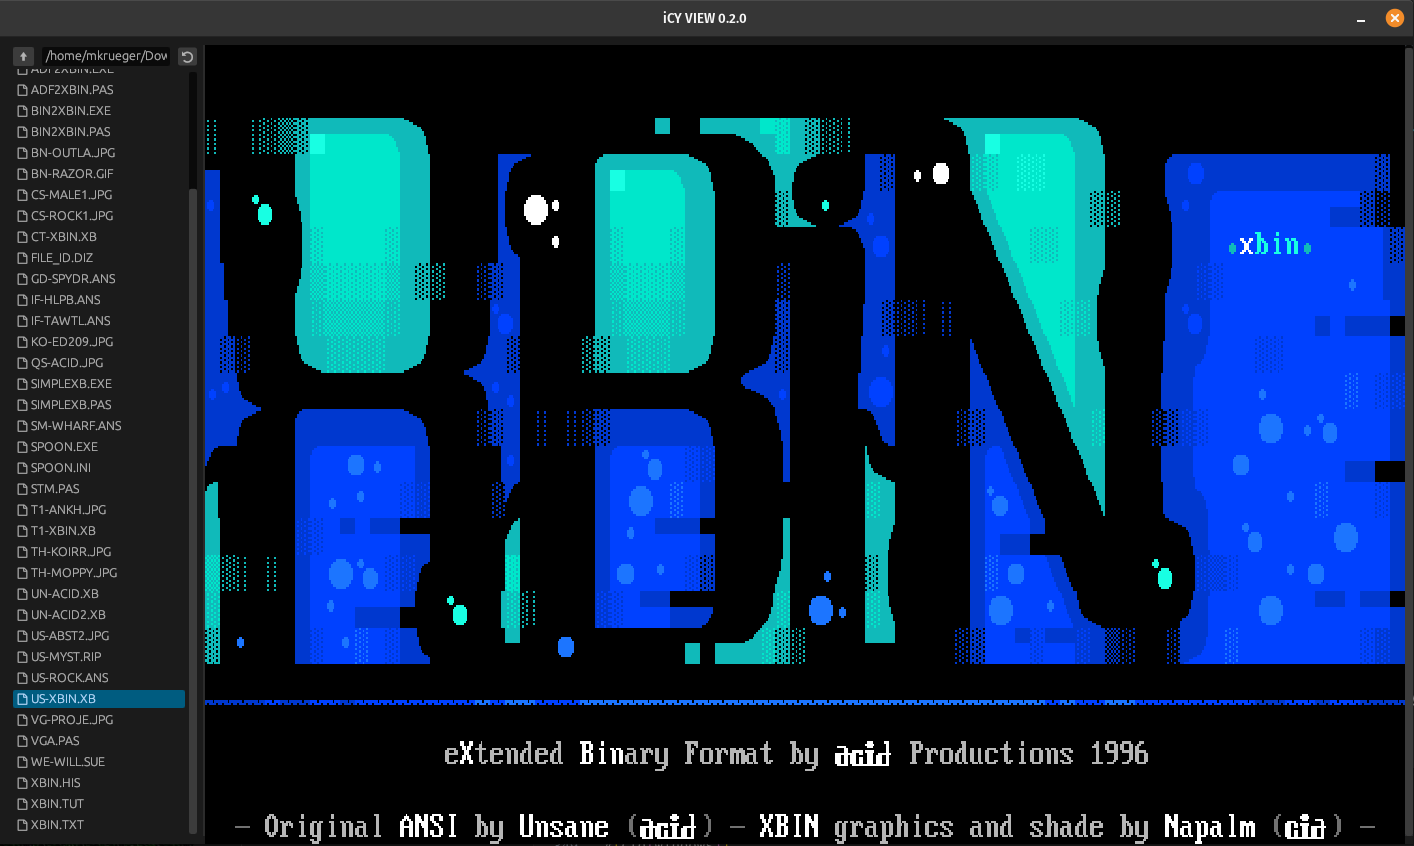 iCY VIEW 0.2.0
/home/mkrueger/Dow
ADF2XBIN.EXE
ADF2XBIN.PAS
BIN2XBIN.EXE
BIN2XBIN.PAS
BN-OUTLA.JPG
BN-RAZOR.GIF
CS-MALE1.JPG
CS-ROCK1.JPG
CT-XBIN.XB
FILE_ID.DIZ
GD-SPYDR.ANS
IF-HLPB.ANS
IF-TAWTL.ANS
KO-ED209.JPG
QS-ACID.JPG
SIMPLEXB.EXE
SIMPLEXB.PAS
SM-WHARF.ANS
SPOON.EXE
SPOON.INI
STM.PAS
T1-ANKH.JPG
T1-XBIN.XB
TH-KOIRR.JPG
TH-MOPPY.JPG
UN-ACID.XB
UN-ACID2.XB
US-ABST2.JPG
US-MYST.RIP
US-ROCK.ANS
US-XBIN.XB
VG-PROJE.JPG
VGA.PAS
WE-WILL.SUE
XBIN.HIS
XBIN.TUT
XBIN.TXT
XBIN
xbin
eXtended Binary Format by acid Productions 1996
- Original ANSI by Unsane (acid) - XBIN graphics and shade by Napalm (cia) -